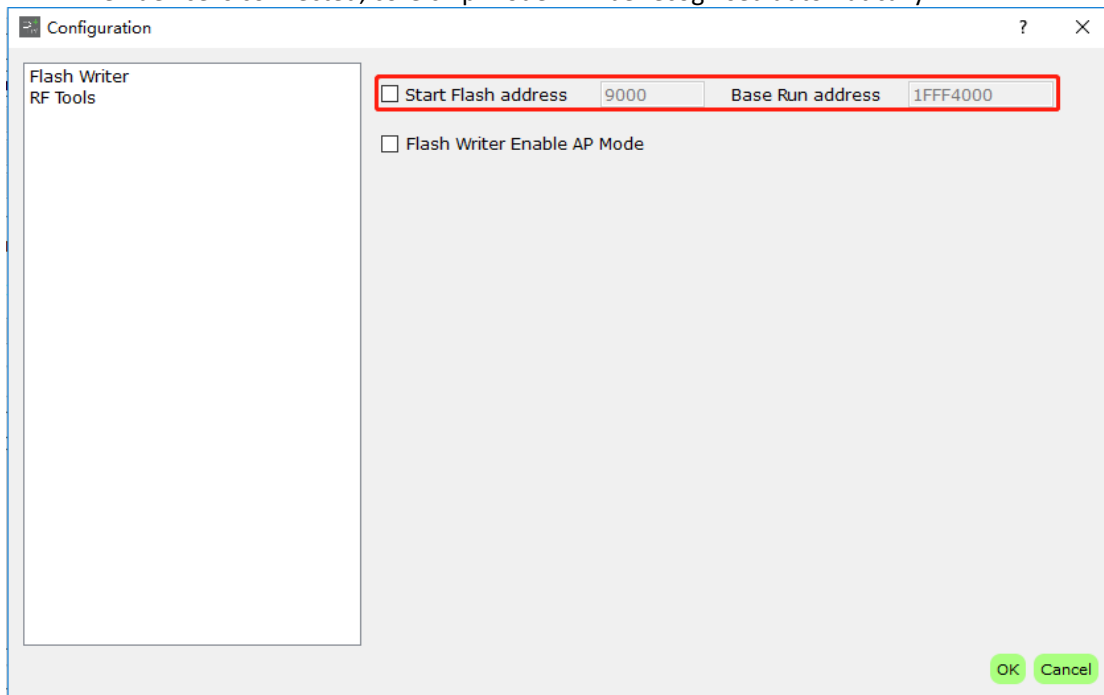 Configuration ?
Flash Writer
RF Tools
Start Flash address 9000 Base Run address 1FFF4000
Flash Writer Enable AP Mode
OK Cancel